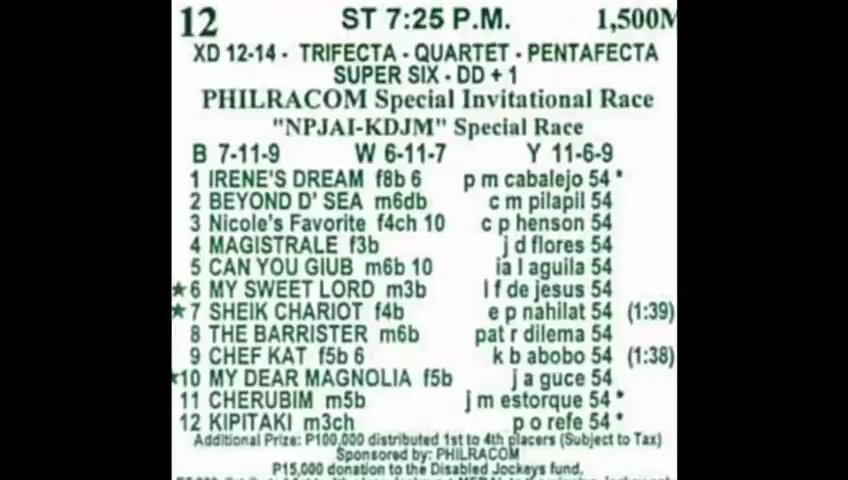 12 ST 7:25 P.M. 1,500M
XD 12-14 - TRIFECTA - QUARTET - PENTAFECTA
SUPER SIX - DD + 1
PHILRACOM Special Invitational Race
"NPJAI-KDJM" Special Race
B 7-11-9 W 6-11-7 Y 11-6-9
1 IRENE'S DREAM f8b 6 p m cabalejo 54 *
2 BEYOND D' SEA m6db c m pilapil 54
3 Nicole's Favorite f4ch 10 c p henson 54
4 MAGISTRALE f3b j d flores 54
5 CAN YOU GIUB m6b 10 ia l aguila 54
★6 MY SWEET LORD m3b l f de jesus 54
★7 SHEIK CHARIOT f4b e p nahilat 54 (1:39)
8 THE BARRISTER m6b pat r dilema 54
9 CHEF KAT f5b 6 k b abobo 54 (1:38)
★10 MY DEAR MAGNOLIA f5b j a guce 54
11 CHERUBIM m5b j m estorque 54 *
12 KIPITAKI m3ch p o refe 54 *
Additional Prize: P100,000 distributed 1st to 4th placers (Subject to Tax)
Sponsored by: PHILRACOM
P15,000 donation to the Disabled Jockeys fund.